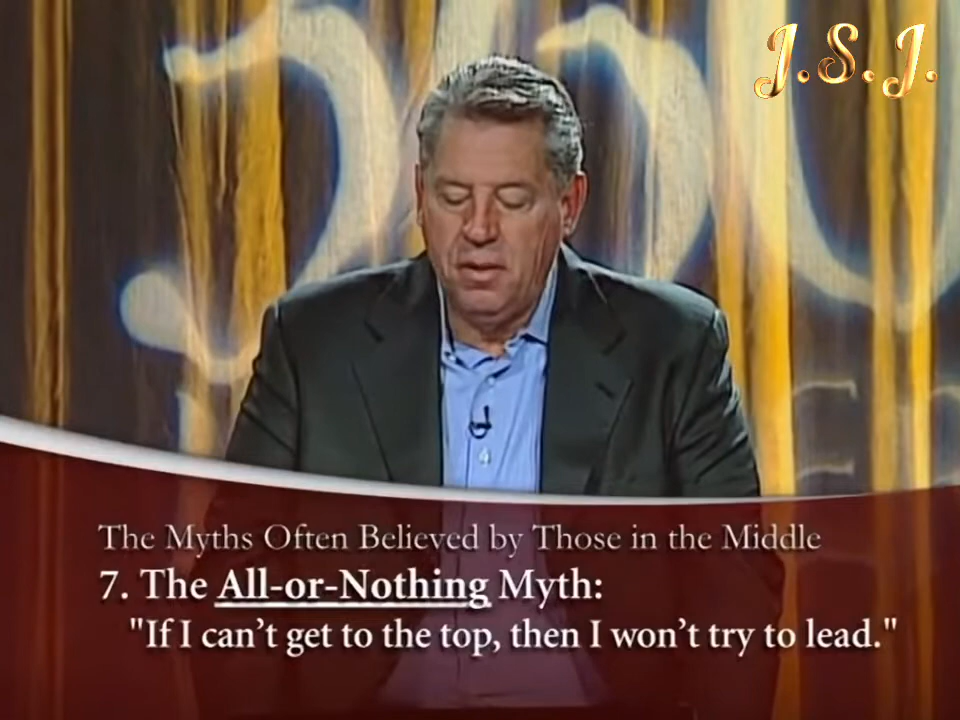 J.S.J.
360
The Myths Often Believed by Those in the Middle
7. The All-or-Nothing Myth:
"If I can't get to the top, then I won't try to lead."